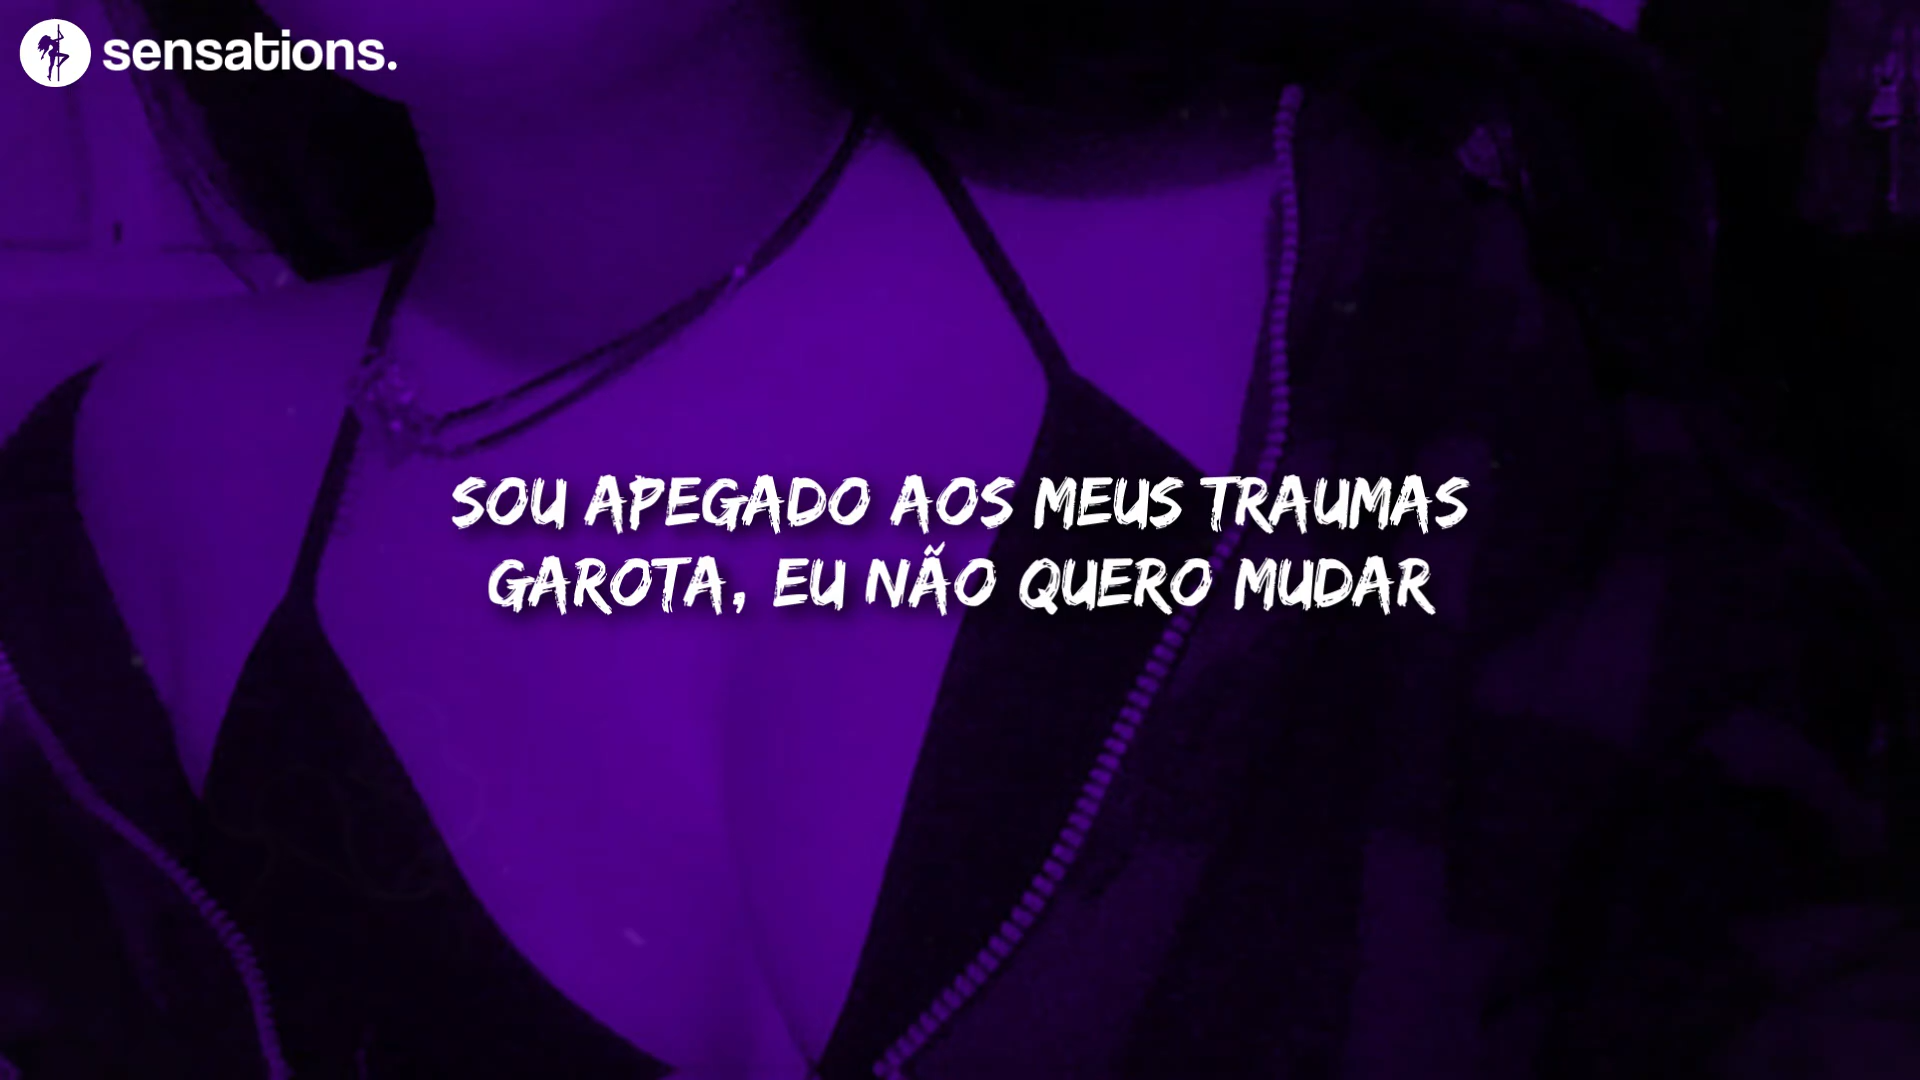 sensations.
SOU APEGADO AOS MEUS TRAUMAS
GAROTA, EU NÃO QUERO MUDAR